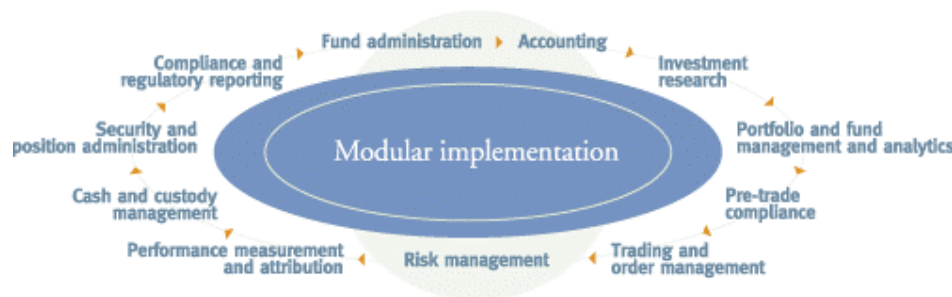 Fund administration
Accounting
Compliance and
regulatory reporting
Investment
research
Security and
position administration
Modular implementation
Portfolio and fund
management and analytics
Cash and custody
management
Pre-trade
compliance
Performance measurement
and attribution
Risk management
Trading and
order management